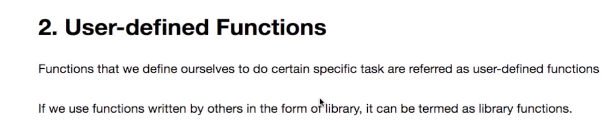 2. User-defined Functions
Functions that we define ourselves to do certain specific task are referred as user-defined functions
If we use functions written by others in the form of library, it can be termed as library functions.